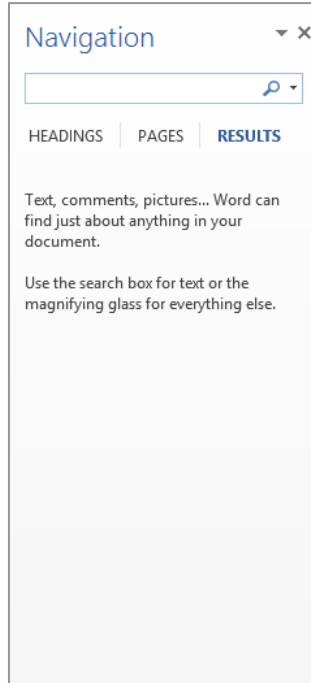 Navigation
HEADINGS PAGES RESULTS
Text, comments, pictures... Word can
find just about anything in your
document.
Use the search box for text or the
magnifying glass for everything else.